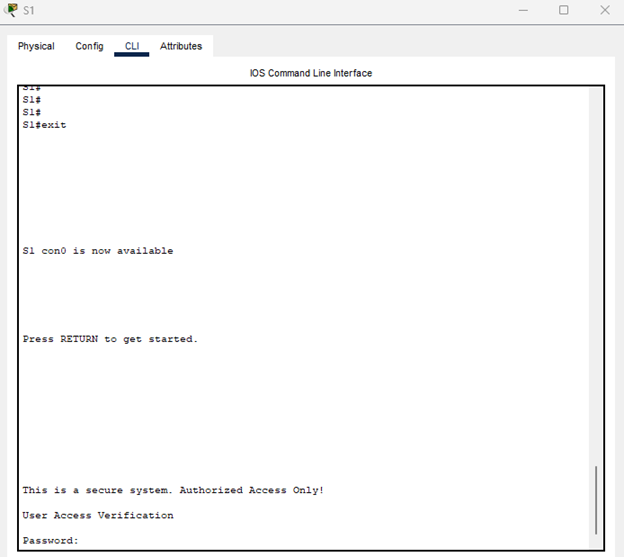 S1
Physical Config CLI Attributes
IOS Command Line Interface
S1#
S1#
S1#
S1#exit
S1 con0 is now available
Press RETURN to get started.
This is a secure system. Authorized Access Only!
User Access Verification
Password: